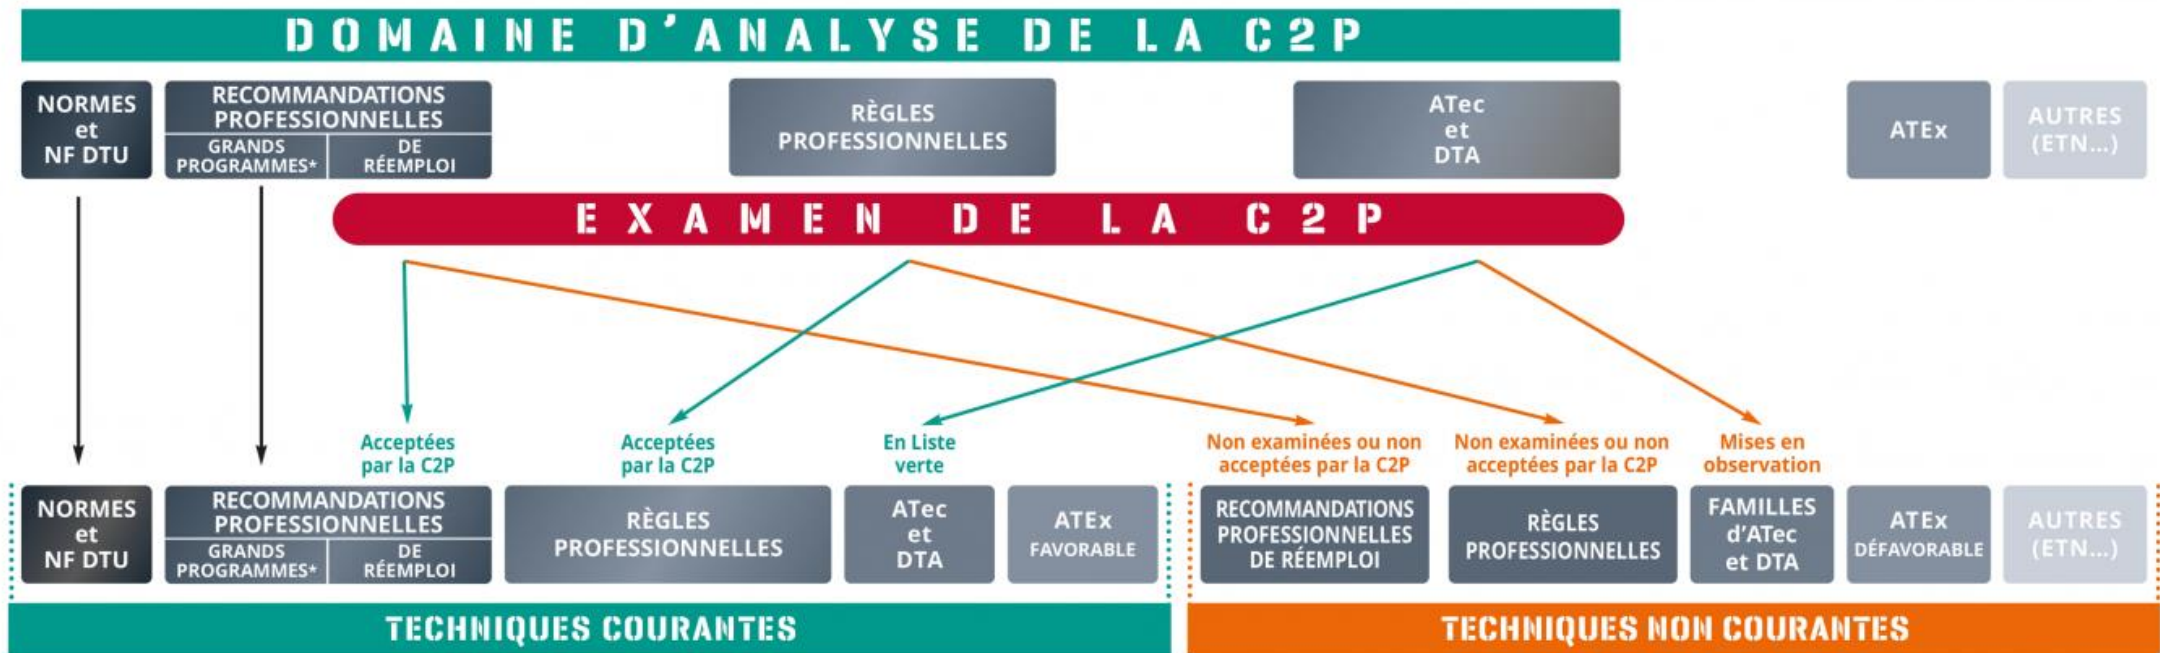 DOMAINE D'ANALYSE DE LA C2P
NORMES
et
NF DTU
RECOMMANDATIONS
PROFESSIONNELLES
GRANDS
PROGRAMMES*
DE
RÉEMPLOI
RÈGLES
PROFESSIONNELLES
ATec
et
DTA
ATEx
AUTRES
(ETN...)
EXAMEN DE LA C2P
Acceptées
par la C2P
Acceptées
par la C2P
En Liste
verte
Non examinées ou non
acceptées par la C2P
Non examinées ou non
acceptées par la C2P
Mises en
observation
NORMES
et
NF DTU
RECOMMANDATIONS
PROFESSIONNELLES
GRANDS
PROGRAMMES*
DE
RÉEMPLOI
RÈGLES
PROFESSIONNELLES
ATec
et
DTA
ATEx
FAVORABLE
RECOMMANDATIONS
PROFESSIONNELLES
DE RÉEMPLOI
RÈGLES
PROFESSIONNELLES
FAMILLES
d'ATec
et DTA
ATEx
DÉFAVORABLE
AUTRES
(ETN...)
TECHNIQUES COURANTES
TECHNIQUES NON COURANTES